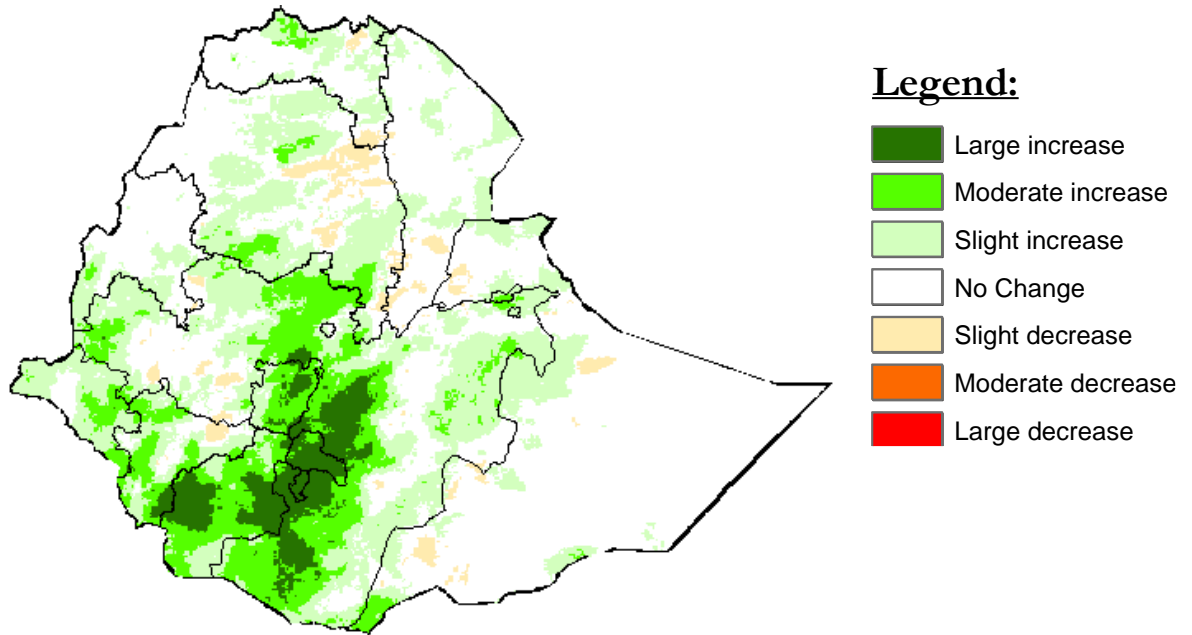 Legend:
Large increase
Moderate increase
Slight increase
No Change
Slight decrease
Moderate decrease
Large decrease